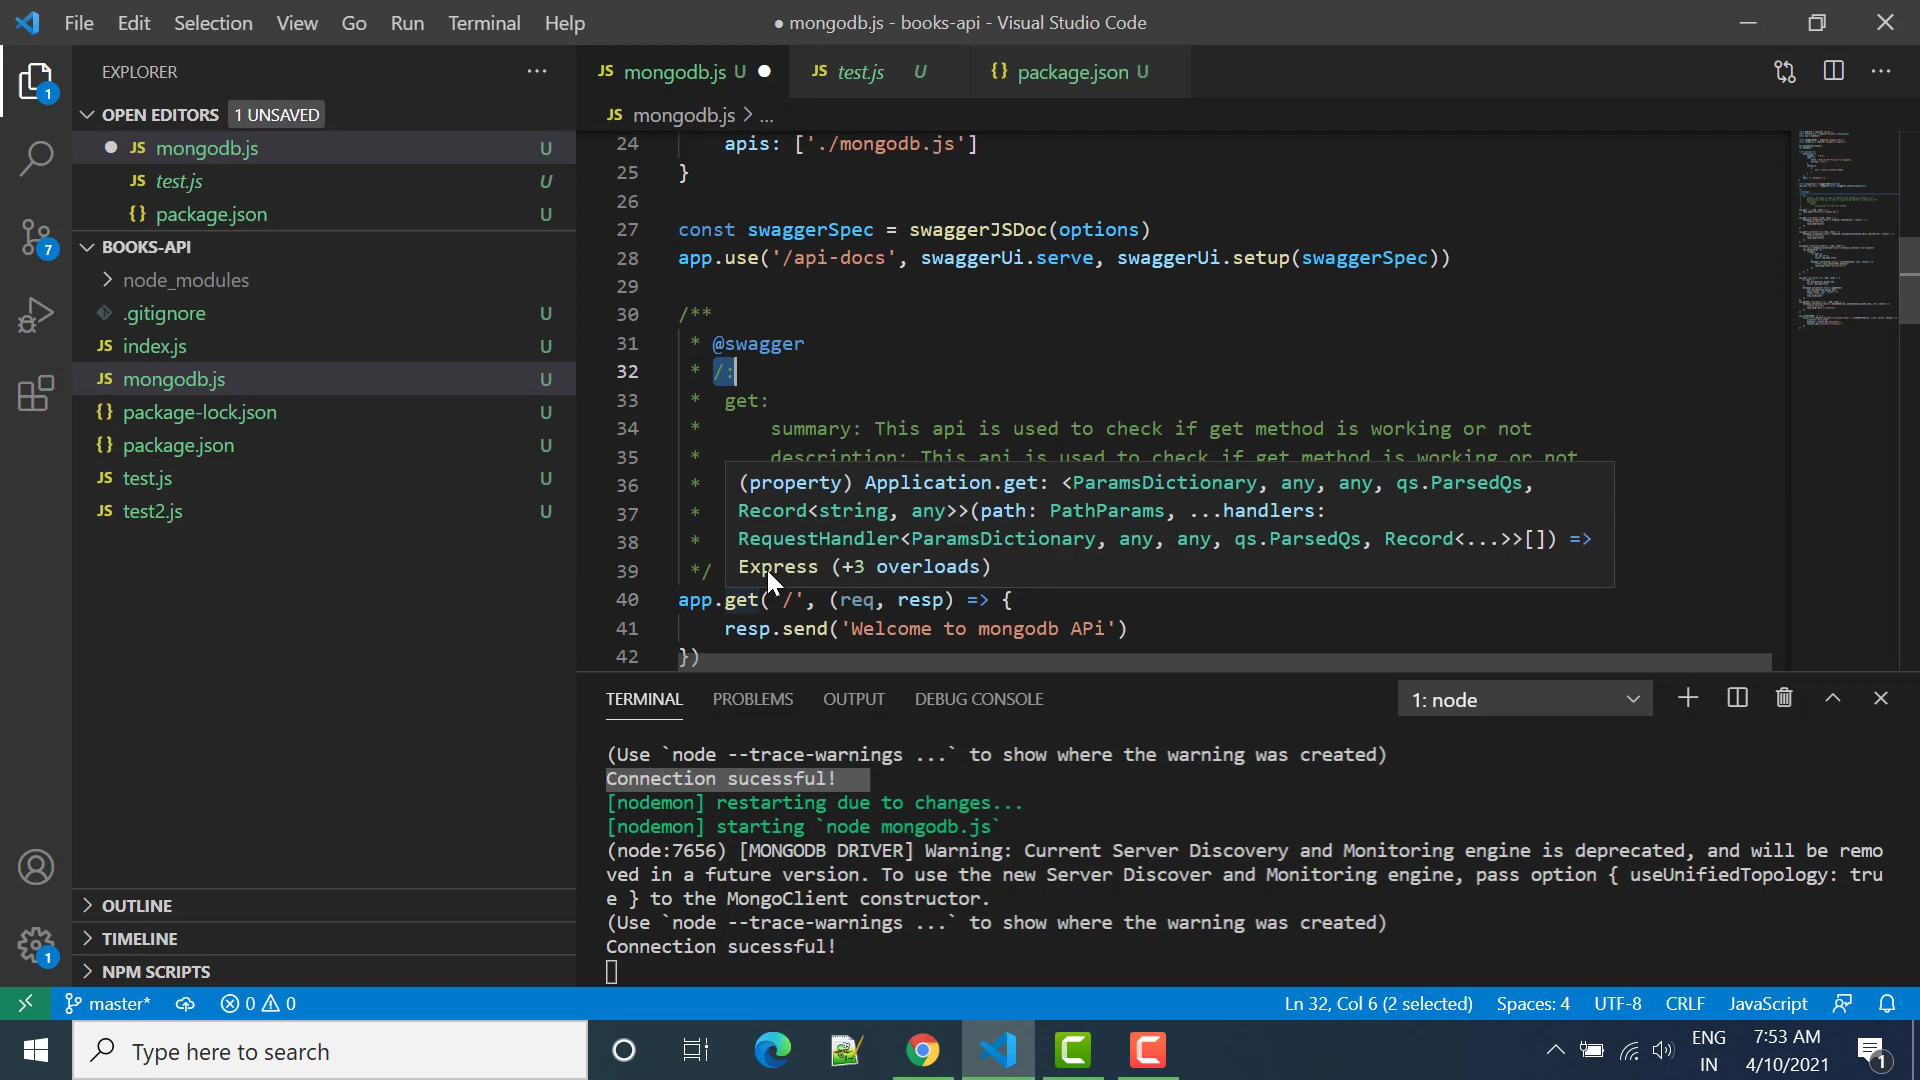 File Edit Selection View Go Run Terminal Help
● mongodb.js - books-api - Visual Studio Code
EXPLORER
OPEN EDITORS 1 UNSAVED
● JS mongodb.js U
JS test.js U
{} package.json U
BOOKS-API
node_modules
.gitignore U
JS index.js U
JS mongodb.js U
{} package-lock.json U
{} package.json U
JS test.js U
JS test2.js U
OUTLINE
TIMELINE
NPM SCRIPTS
1
7
1
JS mongodb.js U ●
JS test.js U
{} package.json U
JS mongodb.js > ...
24 apis: ['./mongodb.js']
25 }
26
27 const swaggerSpec = swaggerJSDoc(options)
28 app.use('/api-docs', swaggerUi.serve, swaggerUi.setup(swaggerSpec))
29
30 /**
31 * @swagger
32 * /:
33 * get:
34 * summary: This api is used to check if get method is working or not
35 * description: This api is used to check if get method is working or not
36 *
37 *
38 *
39 */
(property) Application.get: <ParamsDictionary, any, any, qs.ParsedQs,
Record<string, any>>(path: PathParams, ...handlers:
RequestHandler<ParamsDictionary, any, any, qs.ParsedQs, Record<...>>[]) =>
Express (+3 overloads)
40 app.get('/', (req, resp) => {
41 resp.send('Welcome to mongodb APi')
42 })
TERMINAL PROBLEMS OUTPUT DEBUG CONSOLE
1: node
(Use `node --trace-warnings ...` to show where the warning was created)
Connection sucessful!
[nodemon] restarting due to changes...
[nodemon] starting `node mongodb.js`
(node:7656) [MONGODB DRIVER] Warning: Current Server Discovery and Monitoring engine is deprecated, and will be remo
ved in a future version. To use the new Server Discover and Monitoring engine, pass option { useUnifiedTopology: tru
e } to the MongoClient constructor.
(Use `node --trace-warnings ...` to show where the warning was created)
Connection sucessful!
master* 0 0
Ln 32, Col 6 (2 selected) Spaces: 4 UTF-8 CRLF JavaScript
Type here to search
ENG
IN
7:53 AM
4/10/2021
1